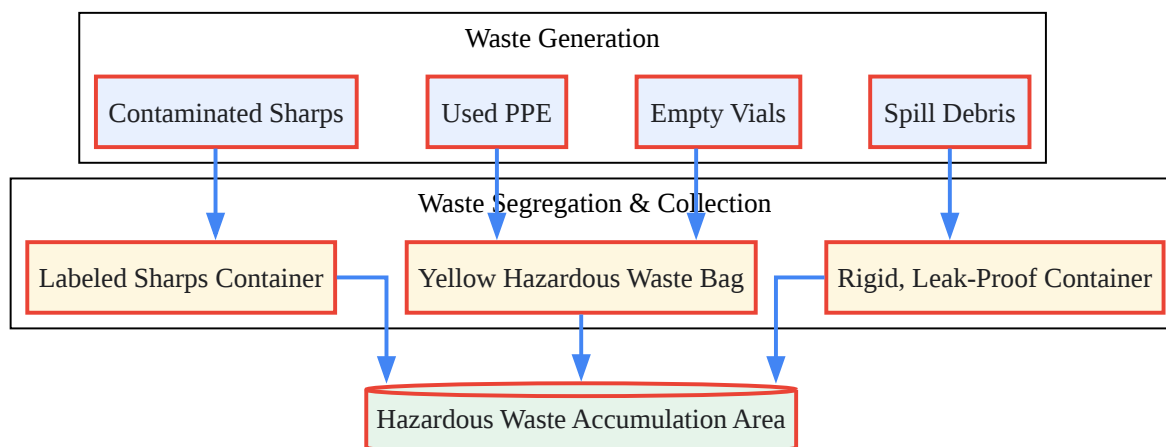 Waste Generation
Contaminated Sharps
Used PPE
Empty Vials
Spill Debris
Waste Segregation & Collection
Labeled Sharps Container
Yellow Hazardous Waste Bag
Rigid, Leak-Proof Container
Hazardous Waste Accumulation Area